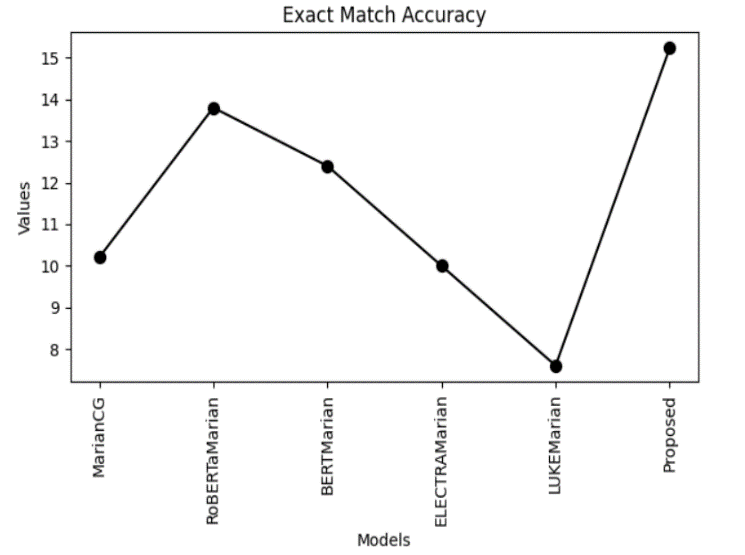 Exact Match Accuracy
15
14
13
12
11
10
9
8
Values
MarianCG
RoBERTaMarian
BERTMarian
ELECTRAMarian
LUKEMarian
Proposed
Models